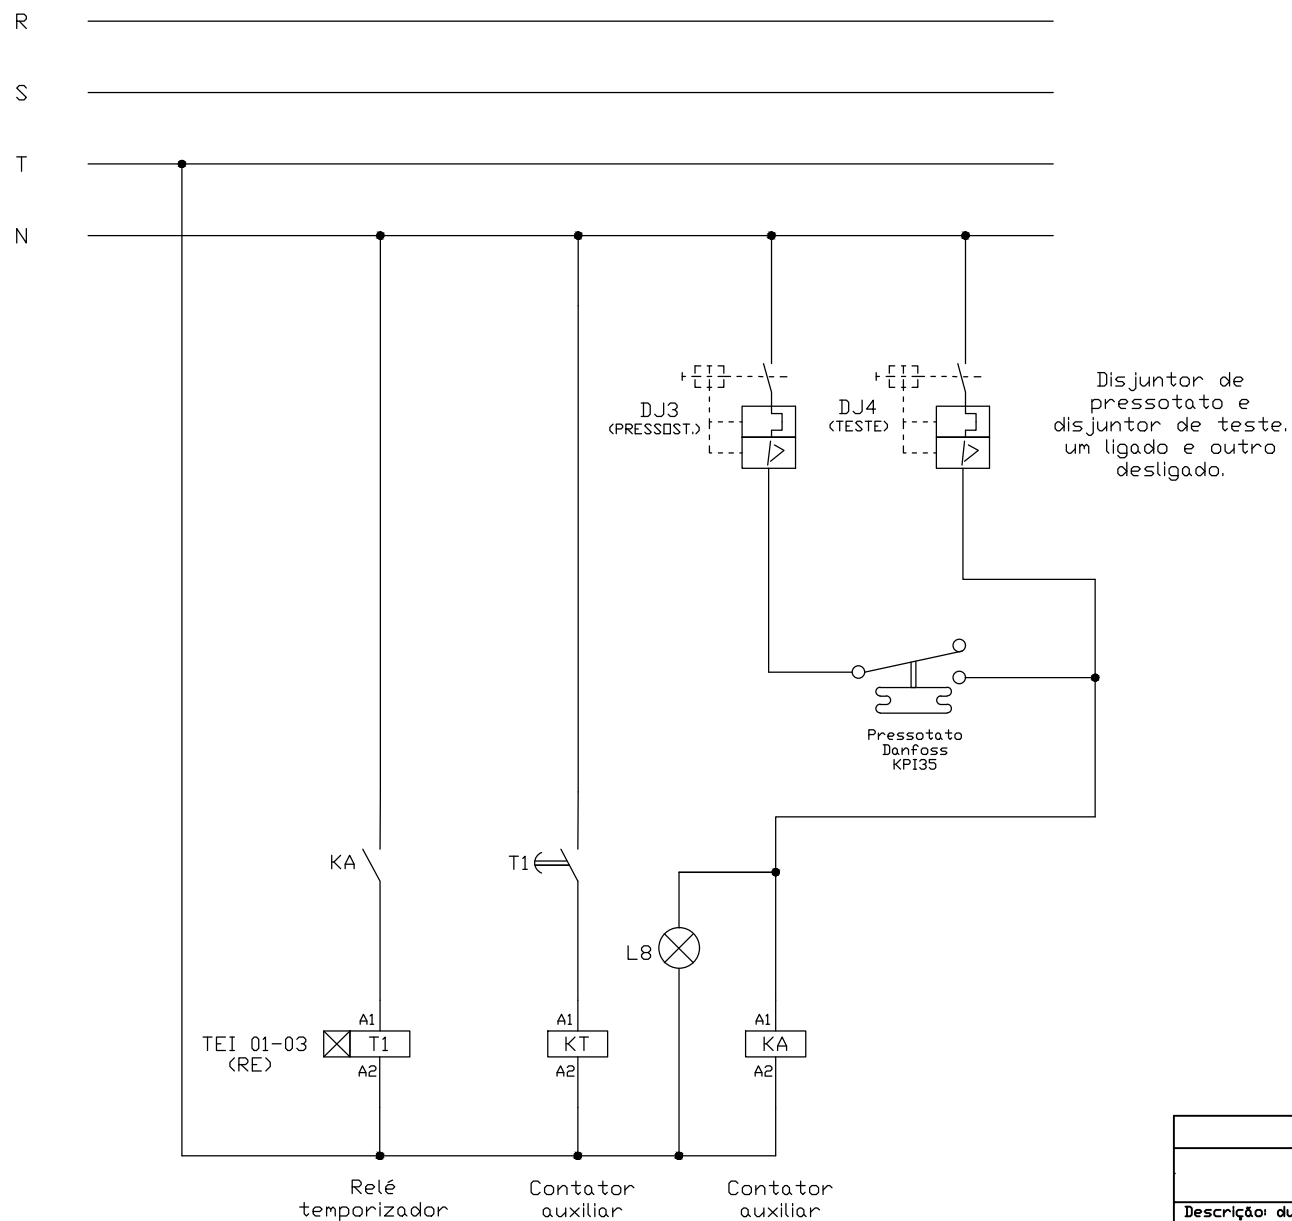 R
S
T
N
DJ3
(PRESSOST.)
DJ4
(TESTE)
Disjuntor de
pressotato e
disjuntor de teste.
um ligado e outro
desligado.
Pressotato
Danfoss
KPI35
KA
T1
L8
TEI 01-03
(RE)
A1
T1
A2
A1
KT
A2
A1
KA
A2
Relé
temporizador
Contator
auxiliar
Contator
auxiliar
Descrição: du